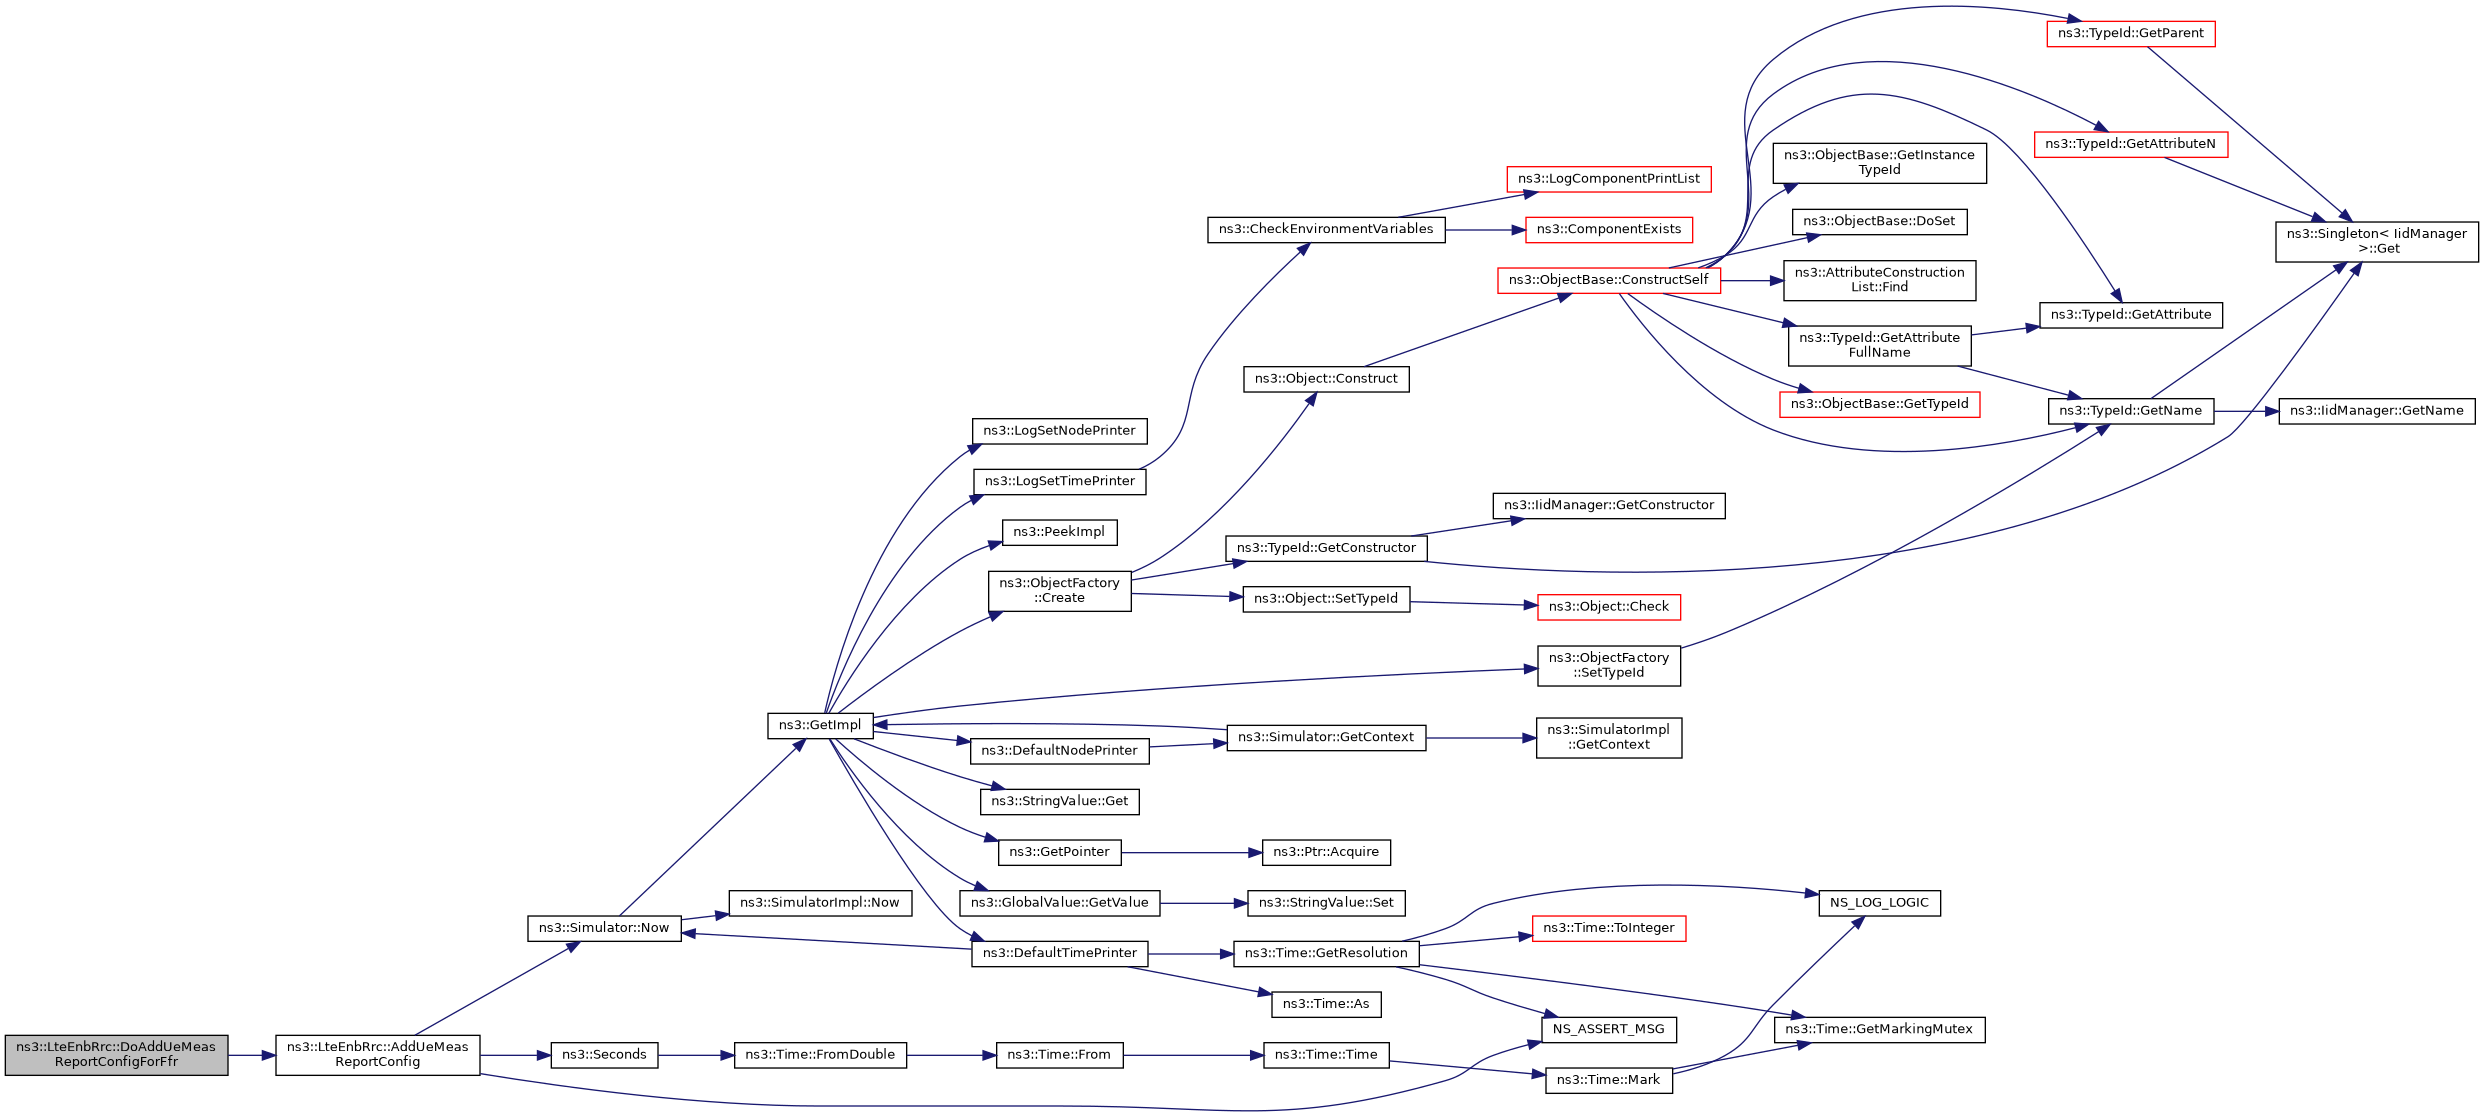 ns3::TypeId::GetParent
ns3::TypeId::GetAttributeN
ns3::ObjectBase::GetInstance
TypeId
ns3::LogComponentPrintList
ns3::ObjectBase::DoSet
ns3::CheckEnvironmentVariables
ns3::ComponentExists
ns3::Singleton< IidManager
>::Get
ns3::ObjectBase::ConstructSelf
ns3::AttributeConstruction
List::Find
ns3::TypeId::GetAttribute
ns3::TypeId::GetAttribute
FullName
ns3::Object::Construct
ns3::ObjectBase::GetTypeId
ns3::TypeId::GetName
ns3::IidManager::GetName
ns3::LogSetNodePrinter
ns3::LogSetTimePrinter
ns3::IidManager::GetConstructor
ns3::PeekImpl
ns3::TypeId::GetConstructor
ns3::ObjectFactory
::Create
ns3::Object::SetTypeId
ns3::Object::Check
ns3::ObjectFactory
::SetTypeId
ns3::GetImpl
ns3::DefaultNodePrinter
ns3::Simulator::GetContext
ns3::SimulatorImpl
::GetContext
ns3::StringValue::Get
ns3::GetPointer
ns3::Ptr::Acquire
ns3::SimulatorImpl::Now
ns3::GlobalValue::GetValue
ns3::StringValue::Set
NS_LOG_LOGIC
ns3::Simulator::Now
ns3::Time::ToInteger
ns3::DefaultTimePrinter
ns3::Time::GetResolution
ns3::Time::As
NS_ASSERT_MSG
ns3::Time::GetMarkingMutex
ns3::LteEnbRrc::DoAddUeMeas
ReportConfigForFfr
ns3::LteEnbRrc::AddUeMeas
ReportConfig
ns3::Seconds
ns3::Time::FromDouble
ns3::Time::From
ns3::Time::Time
ns3::Time::Mark